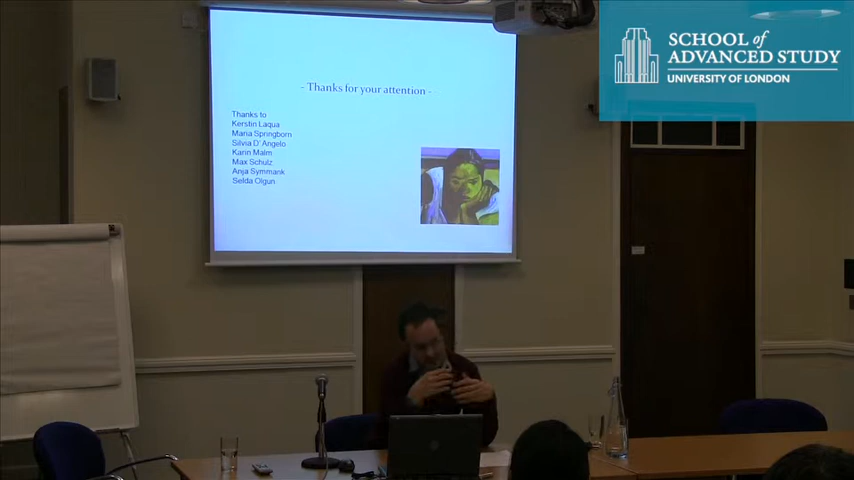 SCHOOL of
ADVANCED STUDY
UNIVERSITY OF LONDON
- Thanks for your attention -
Thanks to
Kerstin Laqua
Maria Springborn
Silvia D'Angelo
Karin Malm
Max Schulz
Anja Symmank
Selda Olgun